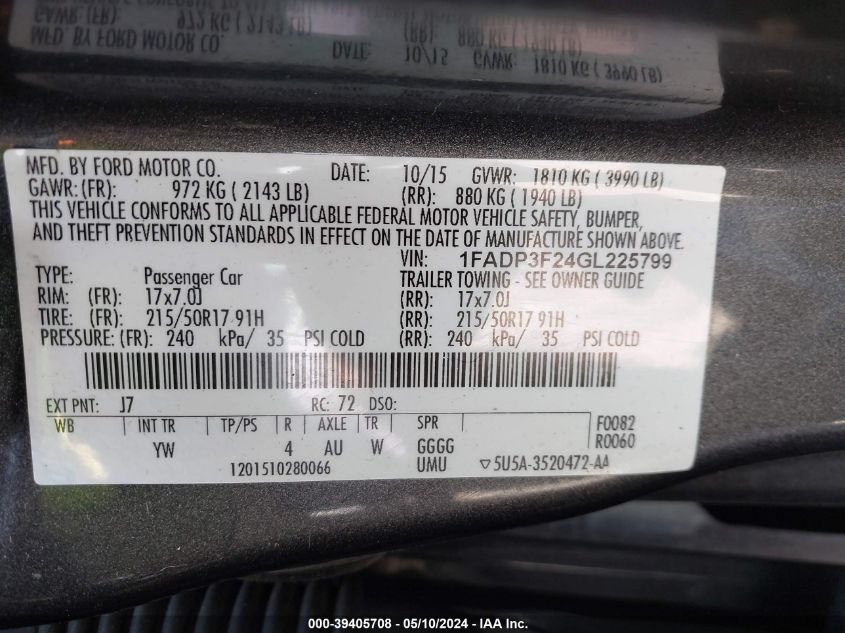 MFD. BY FORD MOTOR CO. DATE: 10/15 GVWR: 1810 KG ( 3990 LB)
GAWR: (FR): 972 KG ( 2143 LB) (RR): 880 KG ( 1940 LB)
THIS VEHICLE CONFORMS TO ALL APPLICABLE FEDERAL MOTOR VEHICLE SAFETY, BUMPER,
AND THEFT PREVENTION STANDARDS IN EFFECT ON THE DATE OF MANUFACTURE SHOWN ABOVE.
VIN: 1FADP3F24GL225799
TYPE: Passenger Car TRAILER TOWING - SEE OWNER GUIDE
RIM: (FR): 17x7.0J (RR): 17x7.0J
TIRE: (FR): 215/50R17 91H (RR): 215/50R17 91H
PRESSURE: (FR): 240 kPa/ 35 PSI COLD (RR): 240 kPa/ 35 PSI COLD
EXT PNT: J7 RC: 72 DSO:
WB INT TR TP/PS R AXLE TR SPR F0082
YW 4 AU W GGGG R0060
1201510280066 UMU ▽5U5A-3520472-AA
000-39405708 - 05/10/2024 - IAA Inc.